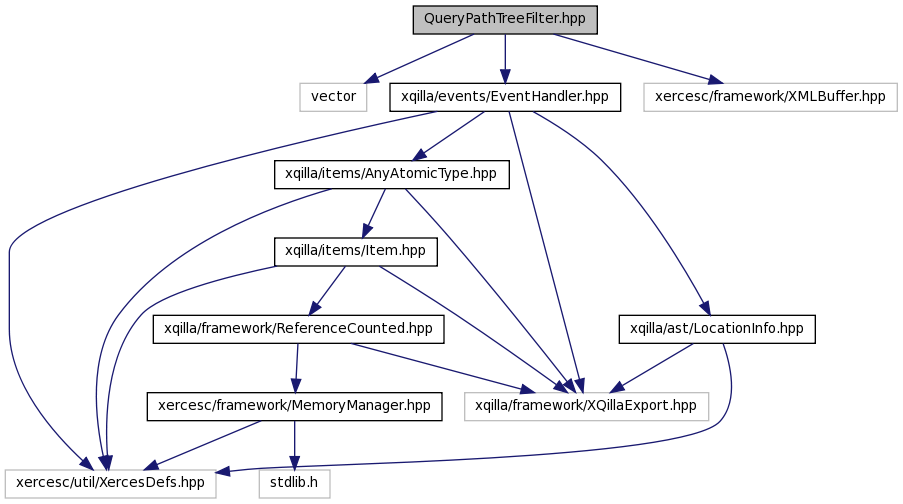 QueryPathTreeFilter.hpp
vector
xqilla/events/EventHandler.hpp
xercesc/framework/XMLBuffer.hpp
xqilla/items/AnyAtomicType.hpp
xqilla/items/Item.hpp
xqilla/framework/ReferenceCounted.hpp
xqilla/ast/LocationInfo.hpp
xercesc/framework/MemoryManager.hpp
xqilla/framework/XQillaExport.hpp
xercesc/util/XercesDefs.hpp
stdlib.h